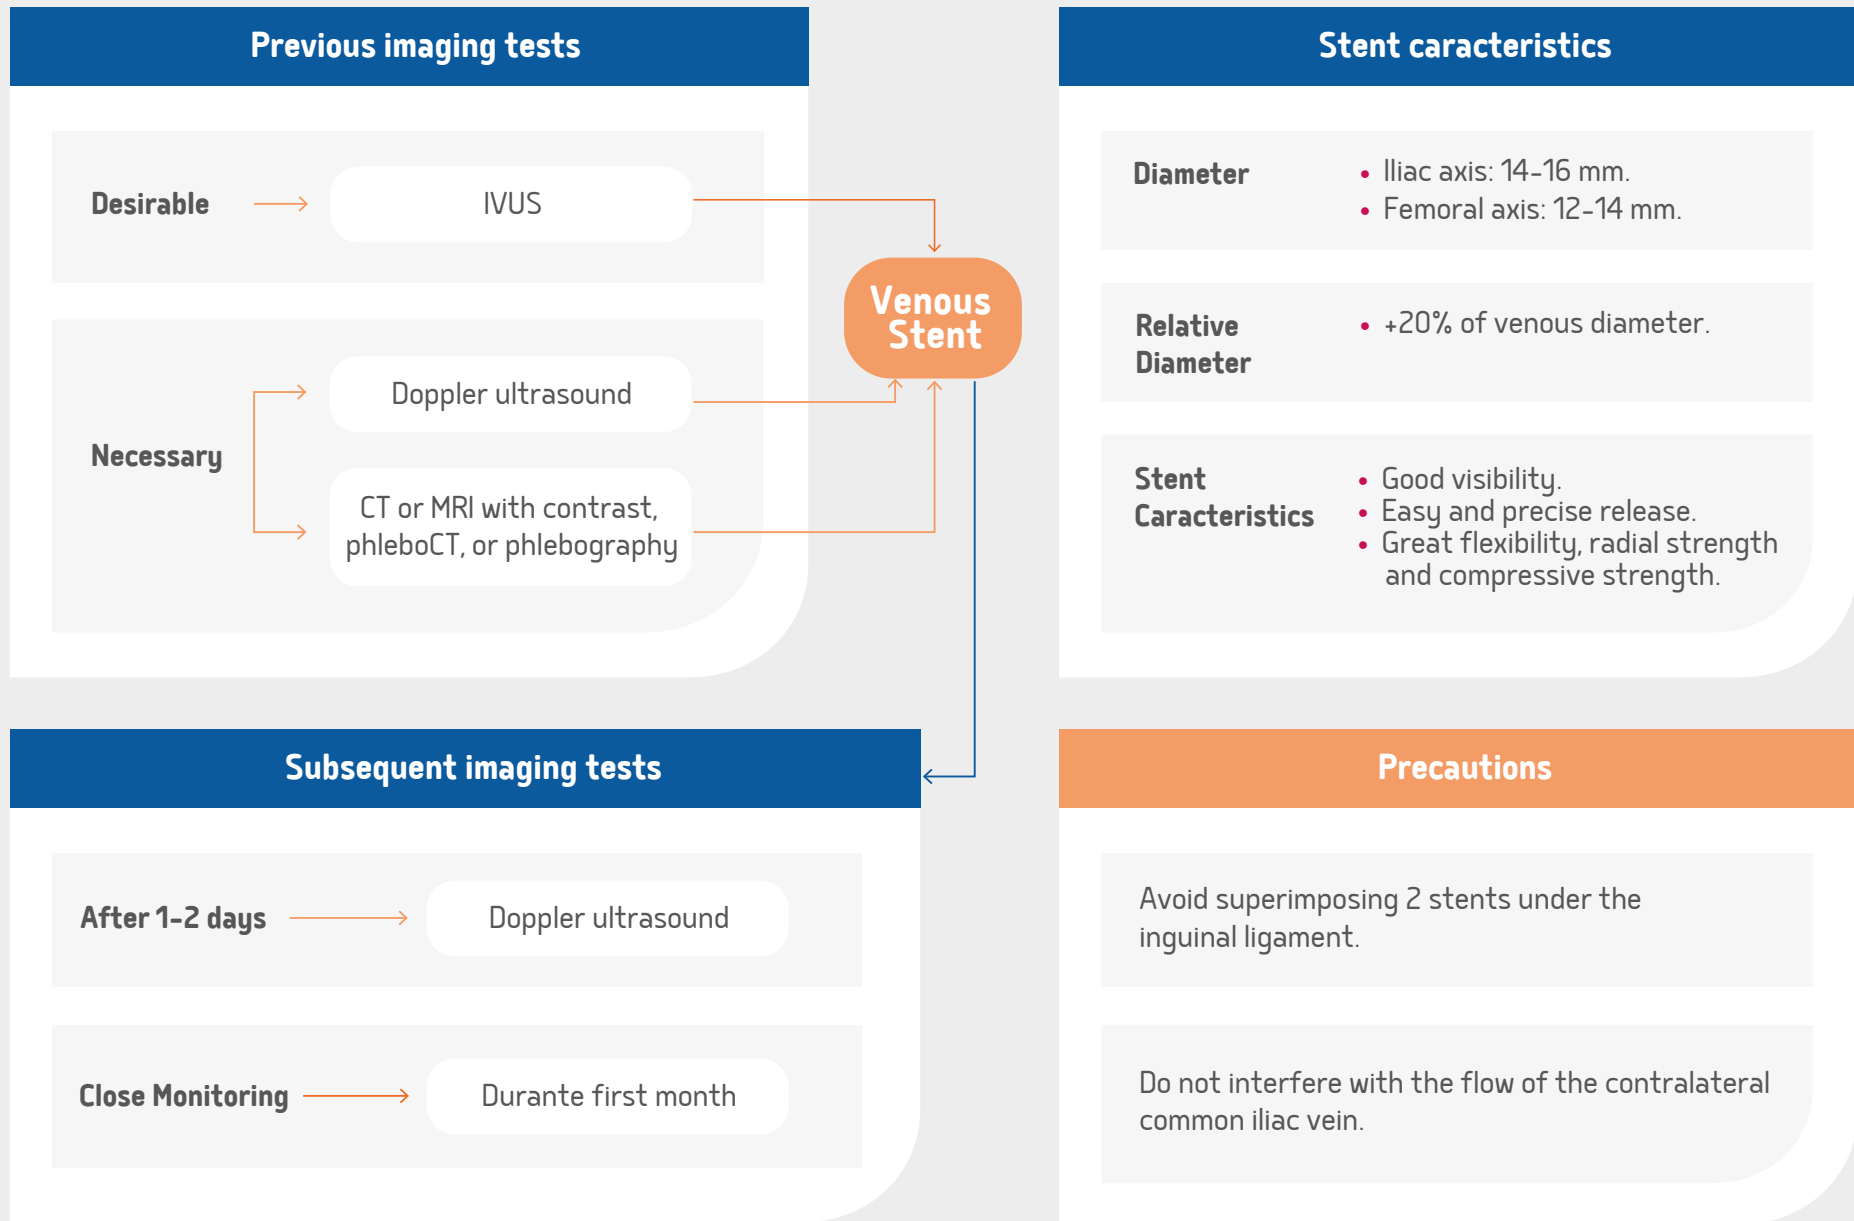 Previous imaging tests
Desirable
IVUS
Necessary
Doppler ultrasound
CT or MRI with contrast,
phleboCT, or phlebography
Venous
Stent
Stent caracteristics
Diameter
• Iliac axis: 14-16 mm.
• Femoral axis: 12-14 mm.
Relative
Diameter
• +20% of venous diameter.
Stent
Caracteristics
• Good visibility.
• Easy and precise release.
• Great flexibility, radial strength
and compressive strength.
Subsequent imaging tests
After 1-2 days
Doppler ultrasound
Close Monitoring
Durante first month
Precautions
Avoid superimposing 2 stents under the
inguinal ligament.
Do not interfere with the flow of the contralateral
common iliac vein.